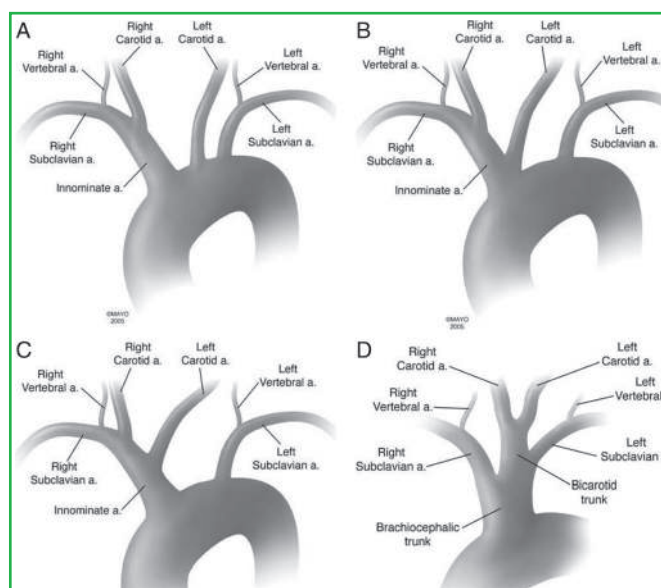 A
Right
Carotid a.
Left
Carotid a.
Right
Vertebral a.
Left
Vertebral a.
Right
Subclavian a.
Left
Subclavian a.
Innominate a.
©MAYO
2005
B
Right
Carotid a.
Left
Carotid a.
Right
Vertebral a.
Left
Vertebral a.
Right
Subclavian a.
Left
Subclavian a.
Innominate a.
©MAYO
2005
C
Right
Carotid a.
Left
Carotid a.
Right
Vertebral a.
Left
Vertebral a.
Right
Subclavian a.
Left
Subclavian a.
Innominate a.
D
Right
Carotid a.
Left
Carotid a.
Right
Vertebral a.
Left
Vertebral
Right
Subclavian a.
Left
Subclavian
Bicarotid
trunk
Brachiocephalic
trunk